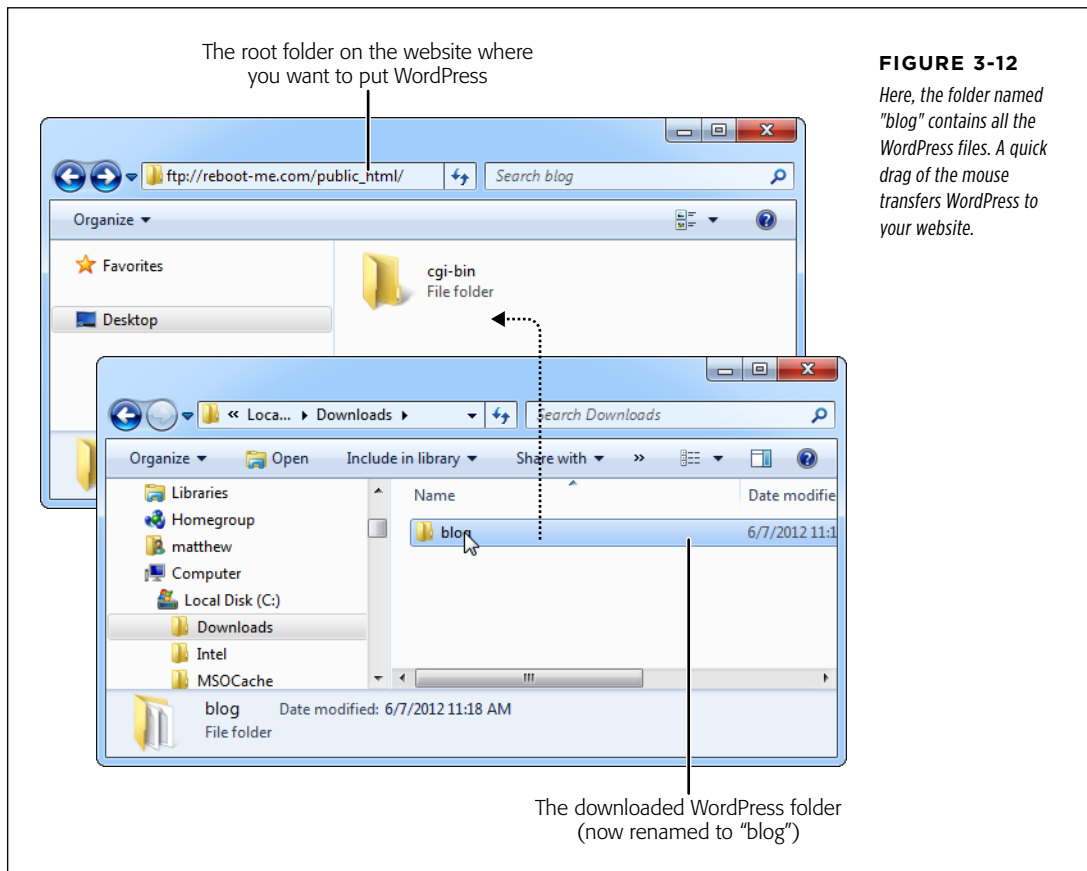 The root folder on the website where
you want to put WordPress
FIGURE 3-12
Here, the folder named
"blog" contains all the
WordPress files. A quick
drag of the mouse
transfers WordPress to
your website.
ftp://reboot-me.com/public_html/
Search blog
Organize
Favorites
cgi-bin
File folder
Desktop
« Loca... Downloads
Search Downloads
Organize
Open
Include in library
Share with
»
Libraries
Homegroup
matthew
Computer
Local Disk (C:)
Downloads
Intel
MSOCache
Name
Date modifie
blog
6/7/2012 11:1
blog
Date modified: 6/7/2012 11:18 AM
File folder
The downloaded WordPress folder
(now renamed to “blog”)